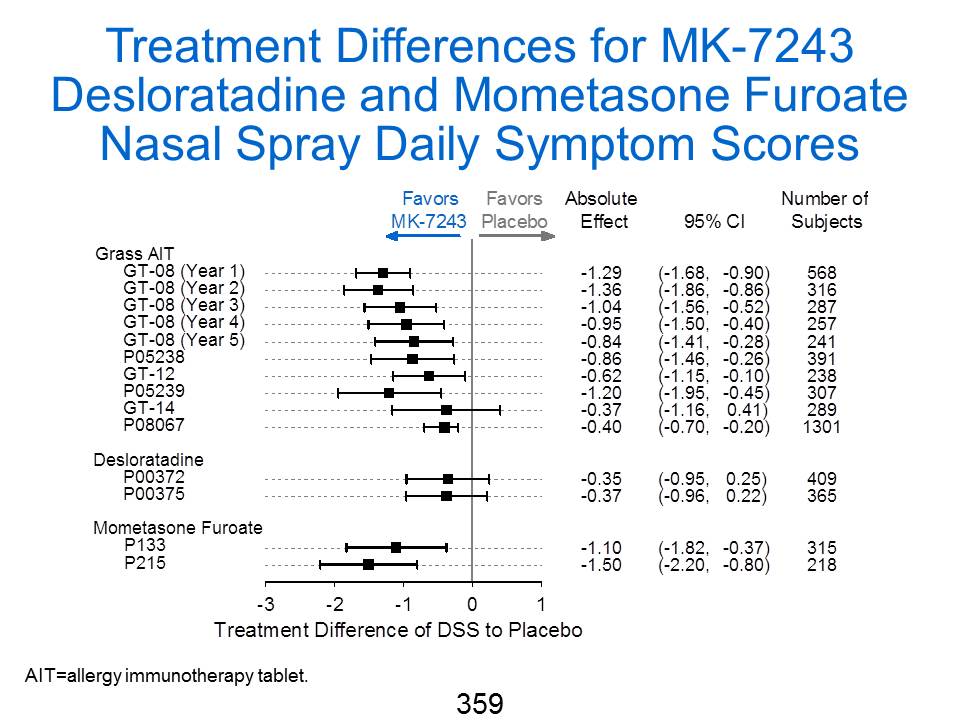 Treatment Differences for MK-7243
Desloratadine and Mometasone Furoate
Nasal Spray Daily Symptom Scores
Favors Favors Absolute Number of
MK-7243 Placebo Effect 95% CI Subjects
Grass AIT
GT-08 (Year 1) -1.29 (-1.68, -0.90) 568
GT-08 (Year 2) -1.36 (-1.86, -0.86) 316
GT-08 (Year 3) -1.04 (-1.56, -0.52) 287
GT-08 (Year 4) -0.95 (-1.50, -0.40) 257
GT-08 (Year 5) -0.84 (-1.41, -0.28) 241
P05238 -0.86 (-1.46, -0.26) 391
GT-12 -0.62 (-1.15, -0.10) 238
P05239 -1.20 (-1.95, -0.45) 307
GT-14 -0.37 (-1.16, 0.41) 289
P08067 -0.40 (-0.70, -0.20) 1301
Desloratadine
P00372 -0.35 (-0.95, 0.25) 409
P00375 -0.37 (-0.96, 0.22) 365
Mometasone Furoate
P133 -1.10 (-1.82, -0.37) 315
P215 -1.50 (-2.20, -0.80) 218
-3 -2 -1 0 1
Treatment Difference of DSS to Placebo
AIT=allergy immunotherapy tablet.
359